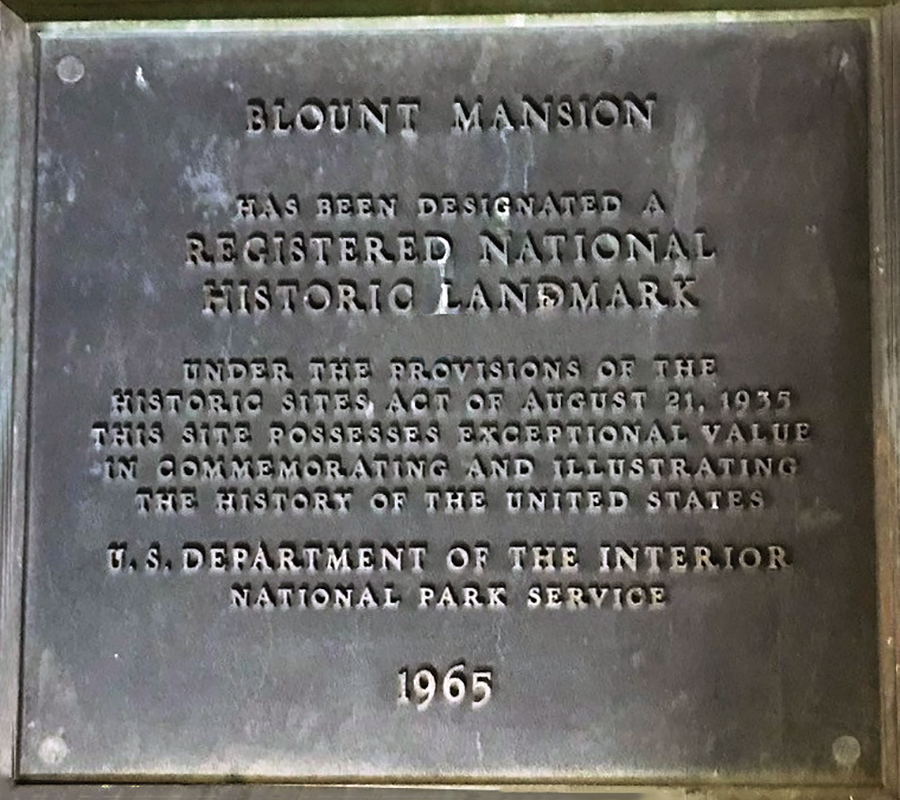 BLOUNT MANSION
HAS BEEN DESIGNATED A
REGISTERED NATIONAL
HISTORIC LANDMARK
UNDER THE PROVISIONS OF THE
HISTORIC SITES ACT OF AUGUST 21, 1935
THIS SITE POSSESSES EXCEPTIONAL VALUE
IN COMMEMORATING AND ILLUSTRATING
THE HISTORY OF THE UNITED STATES
U.S. DEPARTMENT OF THE INTERIOR
NATIONAL PARK SERVICE
1965